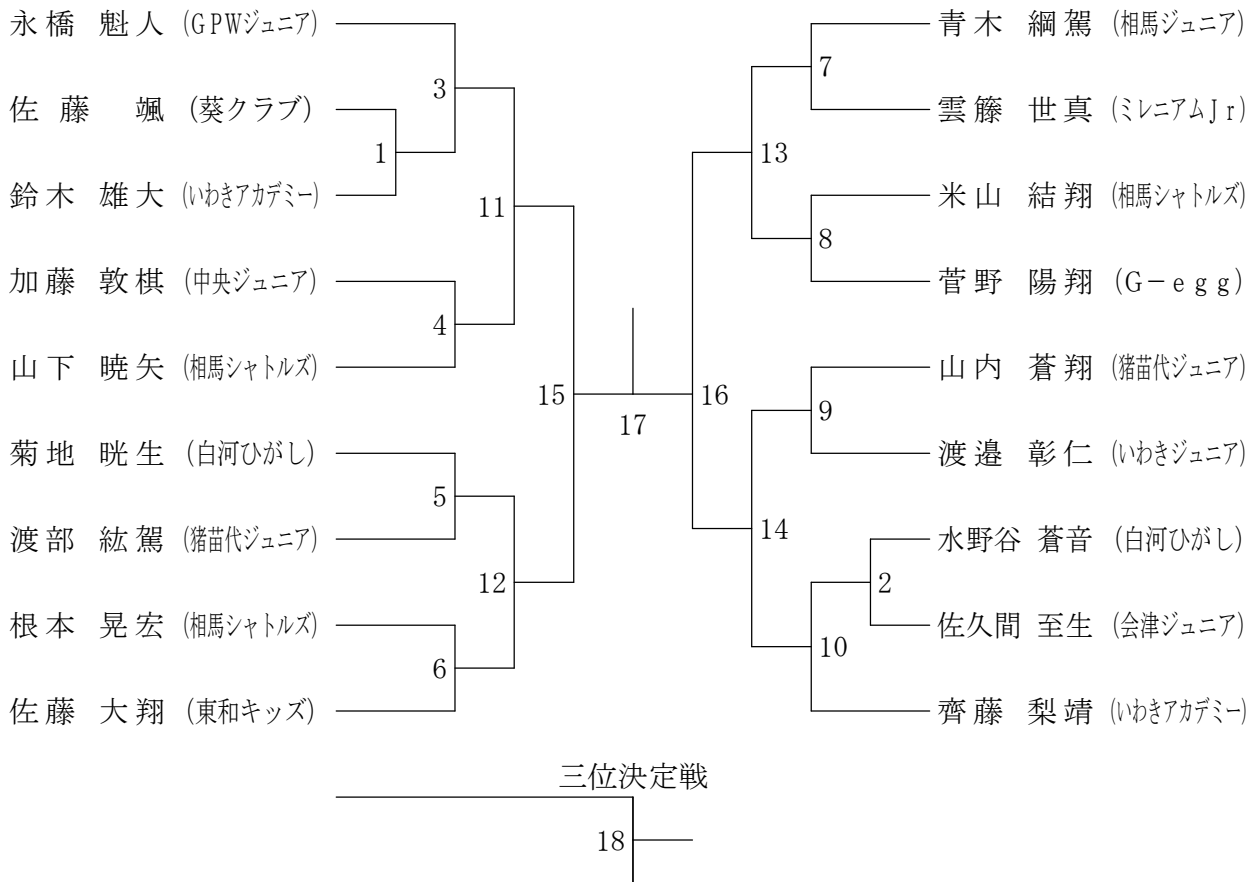 永橋 魁人 (GPWジュニア)
3
佐藤 颯 (葵クラブ)
1
鈴木 雄大 (いわきアカデミー)
11
加藤 敦棋 (中央ジュニア)
4
山下 暁矢 (相馬シャトルズ)
15
菊地 晄生 (白河ひがし)
5
渡部 紘駕 (猪苗代ジュニア)
12
根本 晃宏 (相馬シャトルズ)
6
佐藤 大翔 (東和キッズ)
17
青木 綱駕 (相馬ジュニア)
7
雲籐 世真 (ミレニアムJr)
13
米山 結翔 (相馬シャトルズ)
8
菅野 陽翔 (G-egg)
16
山内 蒼翔 (猪苗代ジュニア)
9
渡邉 彰仁 (いわきジュニア)
14
水野谷 蒼音 (白河ひがし)
2
佐久間 至生 (会津ジュニア)
10
齊藤 梨靖 (いわきアカデミー)
三位決定戦
18